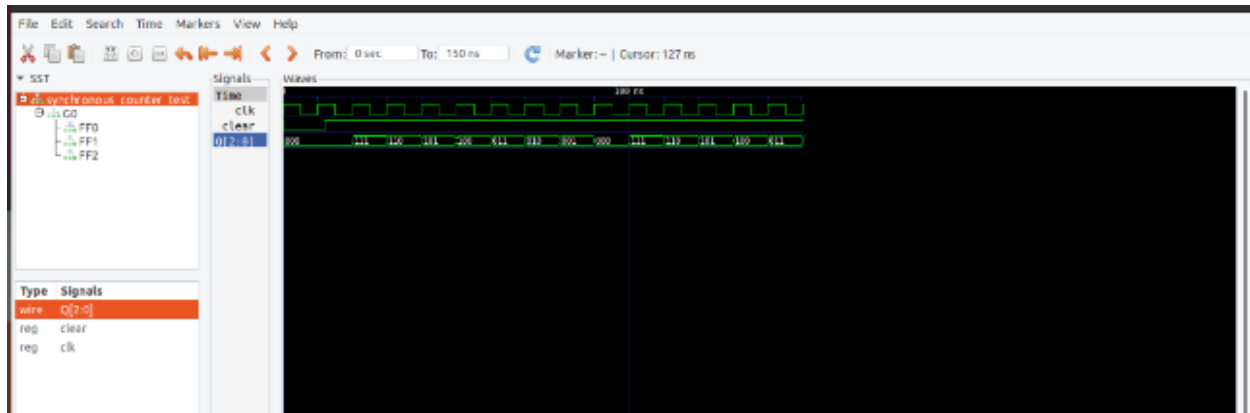 File Edit Search Time Markers View Help
From: 0 sec To: 150 ns Marker: -- | Cursor: 127 ns
SST
synchronous_counter_test
G0
FF0
FF1
FF2
Type Signals
wire Q[2:0]
reg clear
reg clk
Signals
Time
clk
clear
Q[2:0]
Waves
100 ns
000 111 110 101 100 011 010 001 000 111 110 101 100 011